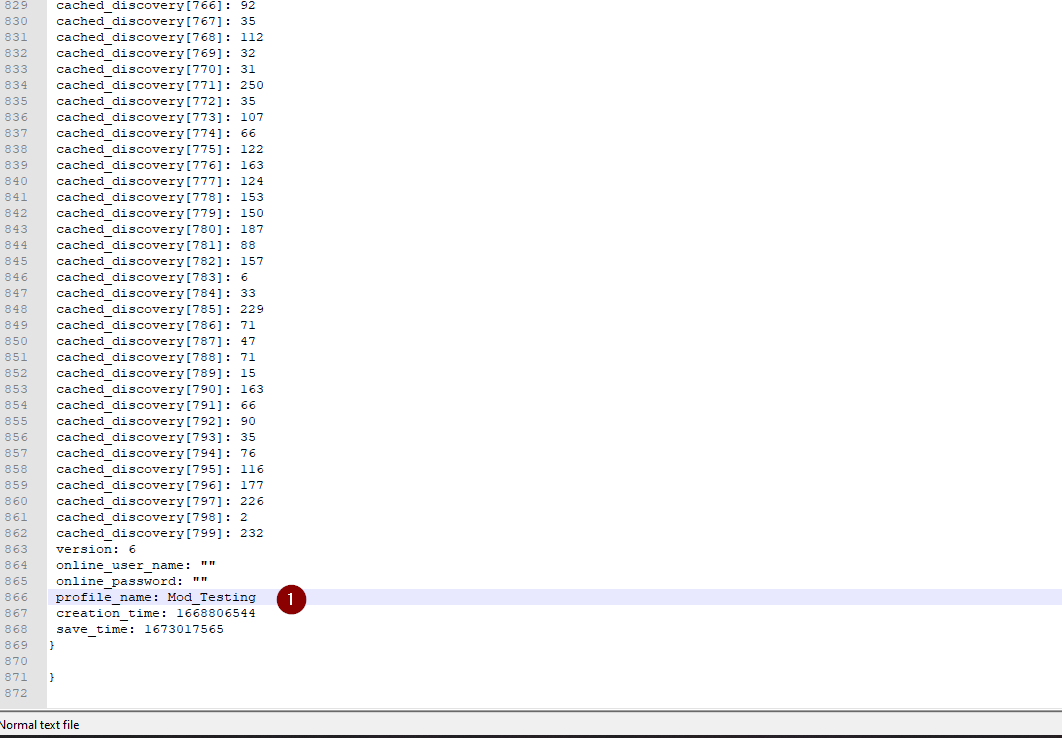 829 cached_discovery[766]: 92
830 cached_discovery[767]: 35
831 cached_discovery[768]: 112
832 cached_discovery[769]: 32
833 cached_discovery[770]: 31
834 cached_discovery[771]: 250
835 cached_discovery[772]: 35
836 cached_discovery[773]: 107
837 cached_discovery[774]: 66
838 cached_discovery[775]: 122
839 cached_discovery[776]: 163
840 cached_discovery[777]: 124
841 cached_discovery[778]: 153
842 cached_discovery[779]: 150
843 cached_discovery[780]: 187
844 cached_discovery[781]: 88
845 cached_discovery[782]: 157
846 cached_discovery[783]: 6
847 cached_discovery[784]: 33
848 cached_discovery[785]: 229
849 cached_discovery[786]: 71
850 cached_discovery[787]: 47
851 cached_discovery[788]: 71
852 cached_discovery[789]: 15
853 cached_discovery[790]: 163
854 cached_discovery[791]: 66
855 cached_discovery[792]: 90
856 cached_discovery[793]: 35
857 cached_discovery[794]: 76
858 cached_discovery[795]: 116
859 cached_discovery[796]: 177
860 cached_discovery[797]: 226
861 cached_discovery[798]: 2
862 cached_discovery[799]: 232
863 version: 6
864 online_user_name: ""
865 online_password: ""
866 profile_name: Mod_Testing 1
867 creation_time: 1668806544
868 save_time: 1673017565
869 }
870
871 }
872
Normal text file